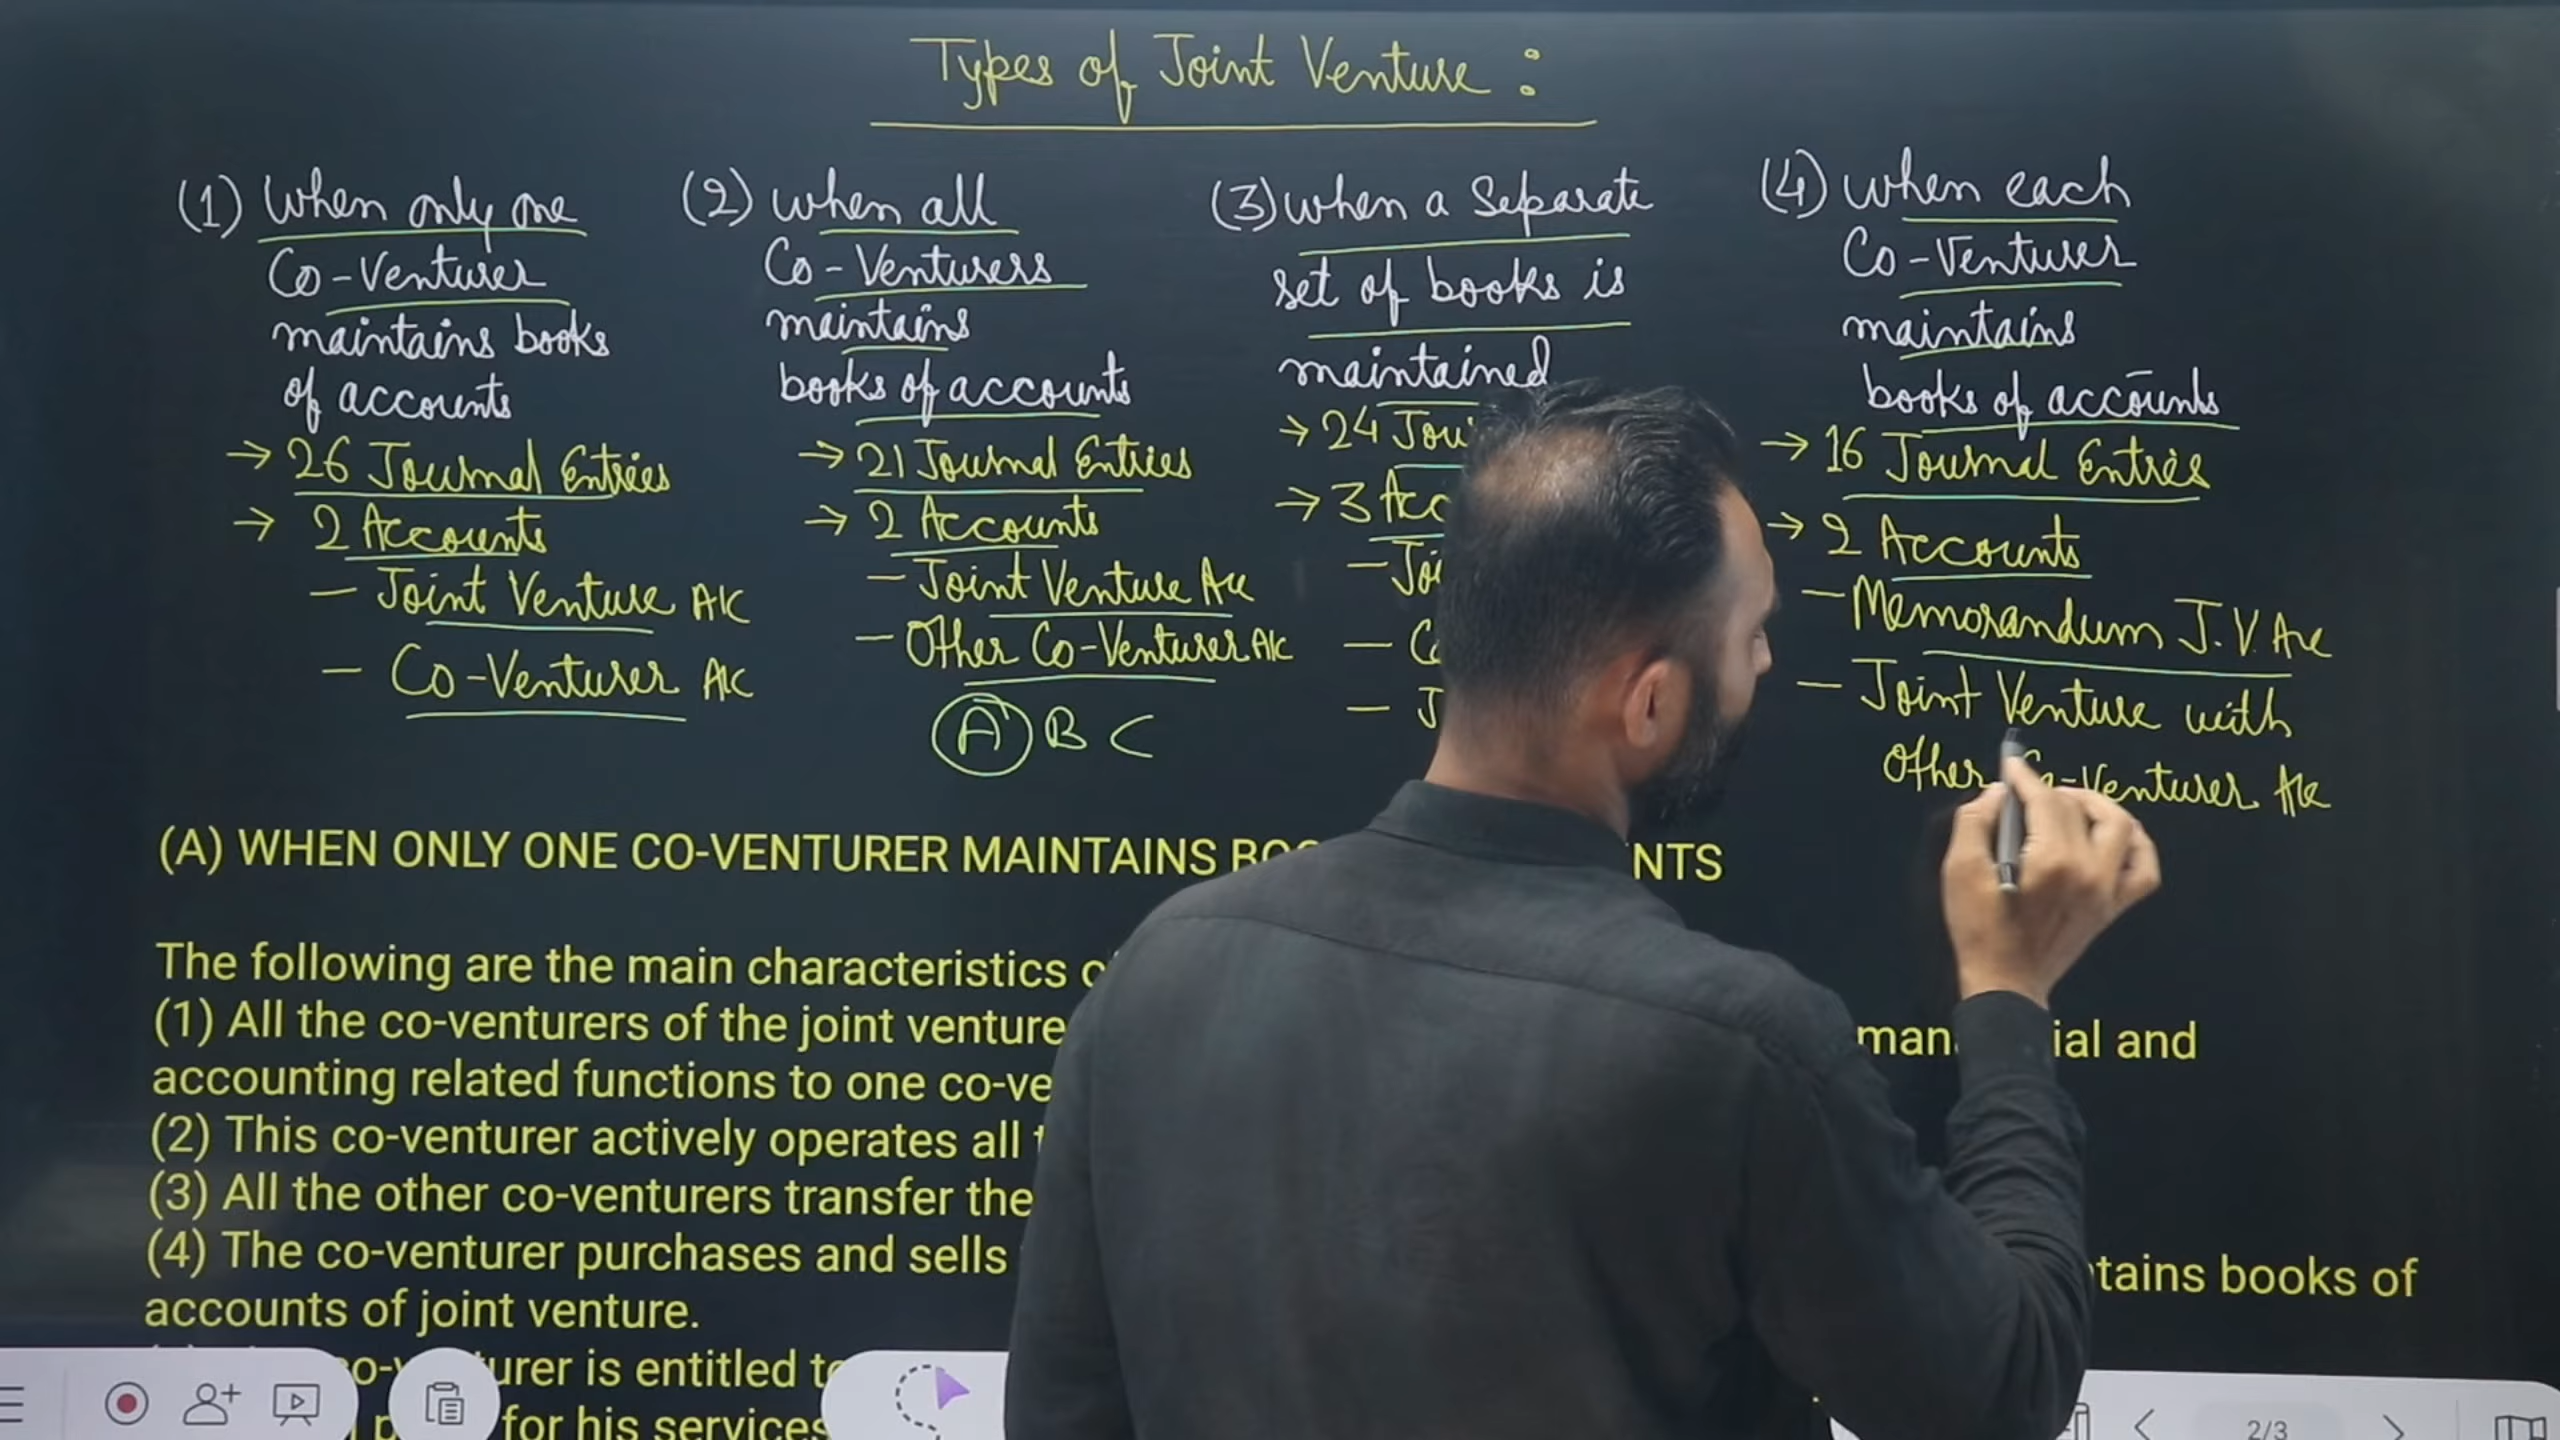 Types of Joint Venture :
(1) When only one
Co-Venturer
maintains books
of accounts
→ 26 Journal Entries
→ 2 Accounts
– Joint Venture A/c
– Co-Venturer A/c
(2) when all
Co-Venturers
maintains
books of accounts
→ 21 Journal Entries
→ 2 Accounts
– Joint Venture A/c
– Other Co-Venturer A/c
A B C
(3) when a Separate
set of books is
maintained
→ 24
→ 3
(4) when each
Co-Venturer
maintains
books of accounts
→ 16 Journal Entries
→ 2 Accounts
– Memorandum J.V. A/c
– Joint Venture with
Other Co-Venturer A/c
(A) WHEN ONLY ONE CO-VENTURER MAINTAINS
The following are the main characteristics
(1) All the co-venturers of the joint venture and
accounting related functions to one
(2) This co-venturer actively operates all
(3) All the other co-venturers transfer
(4) The co-venturer purchases and sells books of
accounts of joint venture.
is entitled
for his services
2/3